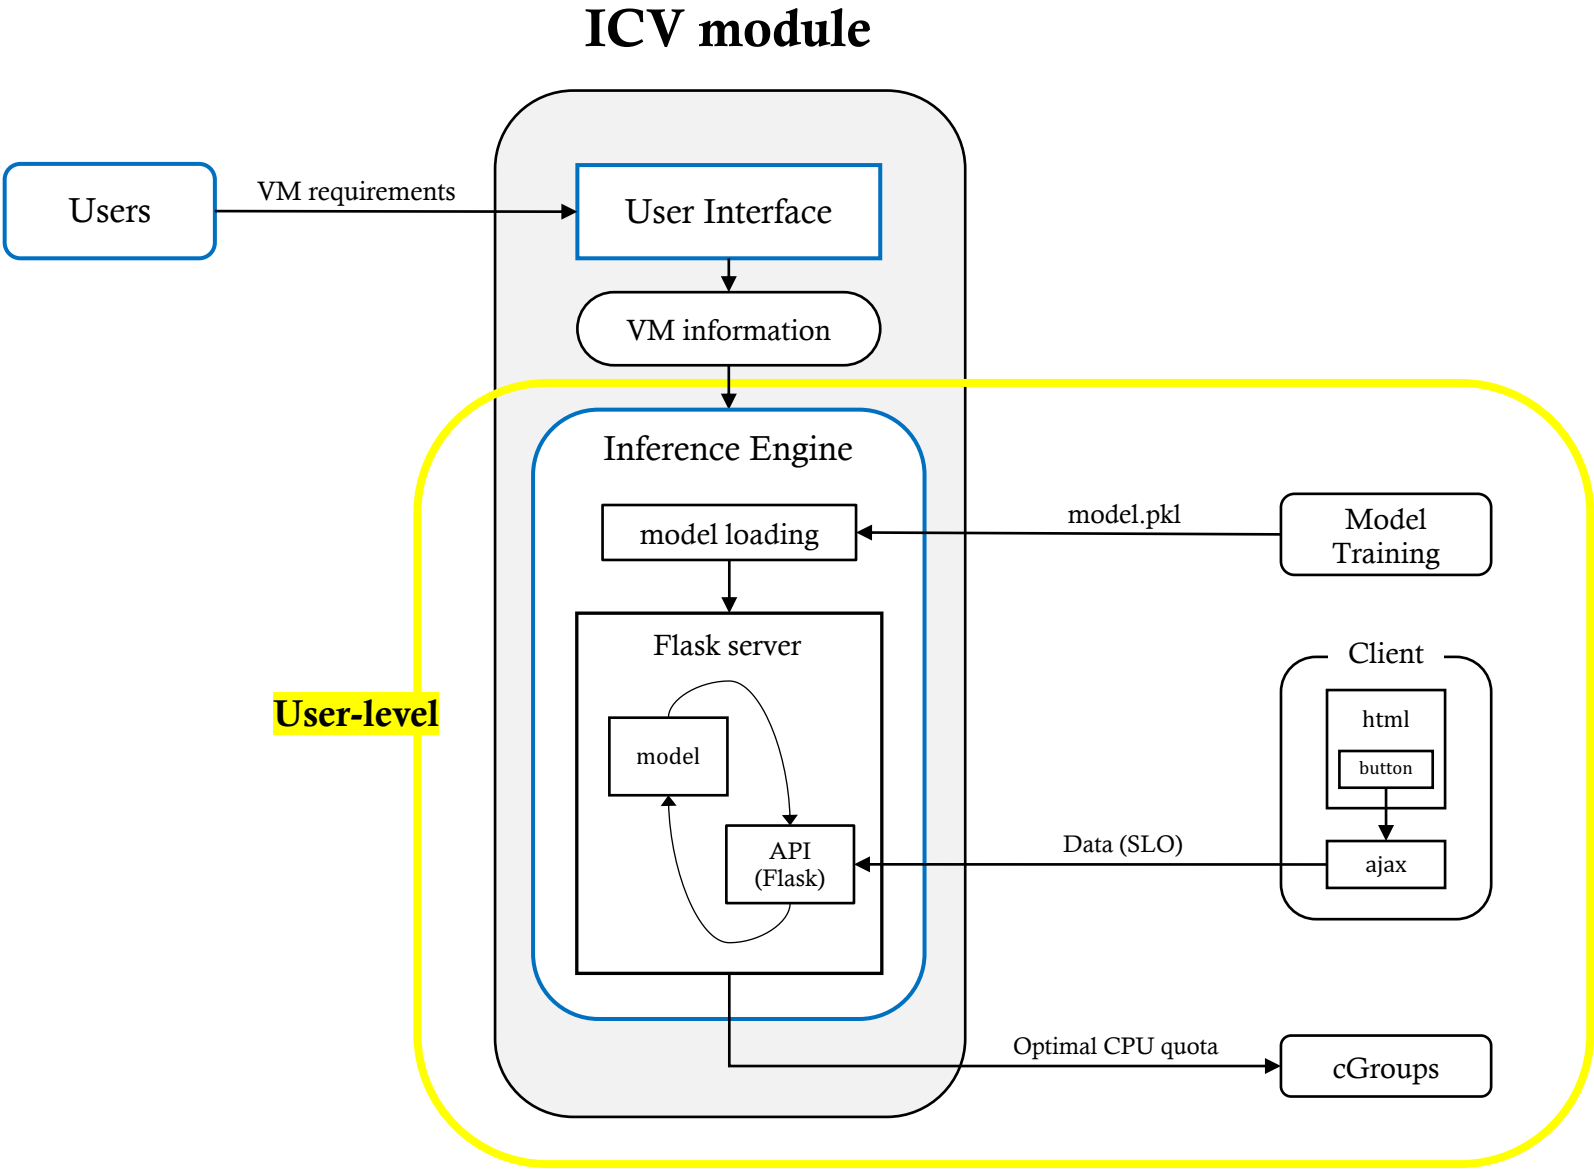 ICV module
Users
VM requirements
User Interface
VM information
Inference Engine
model loading
model.pkl
Model
Training
Flask server
model
API
(Flask)
User-level
Client
html
button
ajax
Data (SLO)
Optimal CPU quota
cGroups